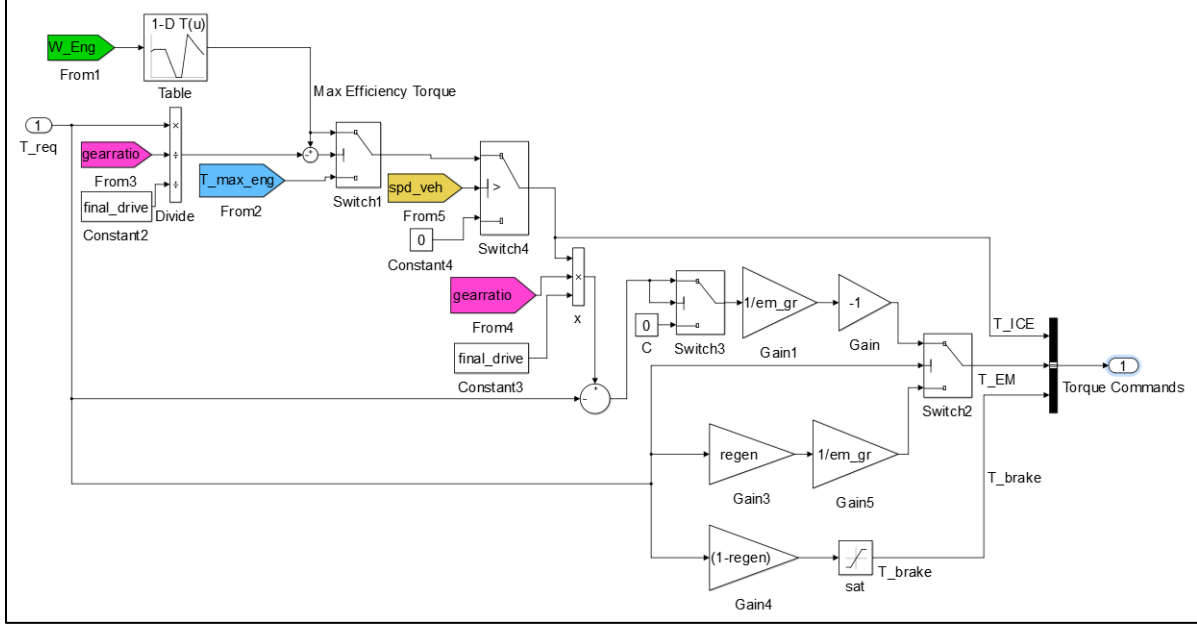 1-D T(u)
W_Eng
From1
Table
Max Efficiency Torque
1
T_req
×
÷
÷
Divide
gearratio
From3
final_drive
Constant2
T_max_eng
From2
-
+
Switch1
spd_veh
From5
>
Switch4
0
Constant4
gearratio
From4
×
x
final_drive
Constant3
-
+
0
C
Switch3
1/em_gr
Gain1
-1
Gain
Switch2
T_ICE
T_EM
1
Torque Commands
regen
Gain3
1/em_gr
Gain5
T_brake
(1-regen)
Gain4
sat
T_brake